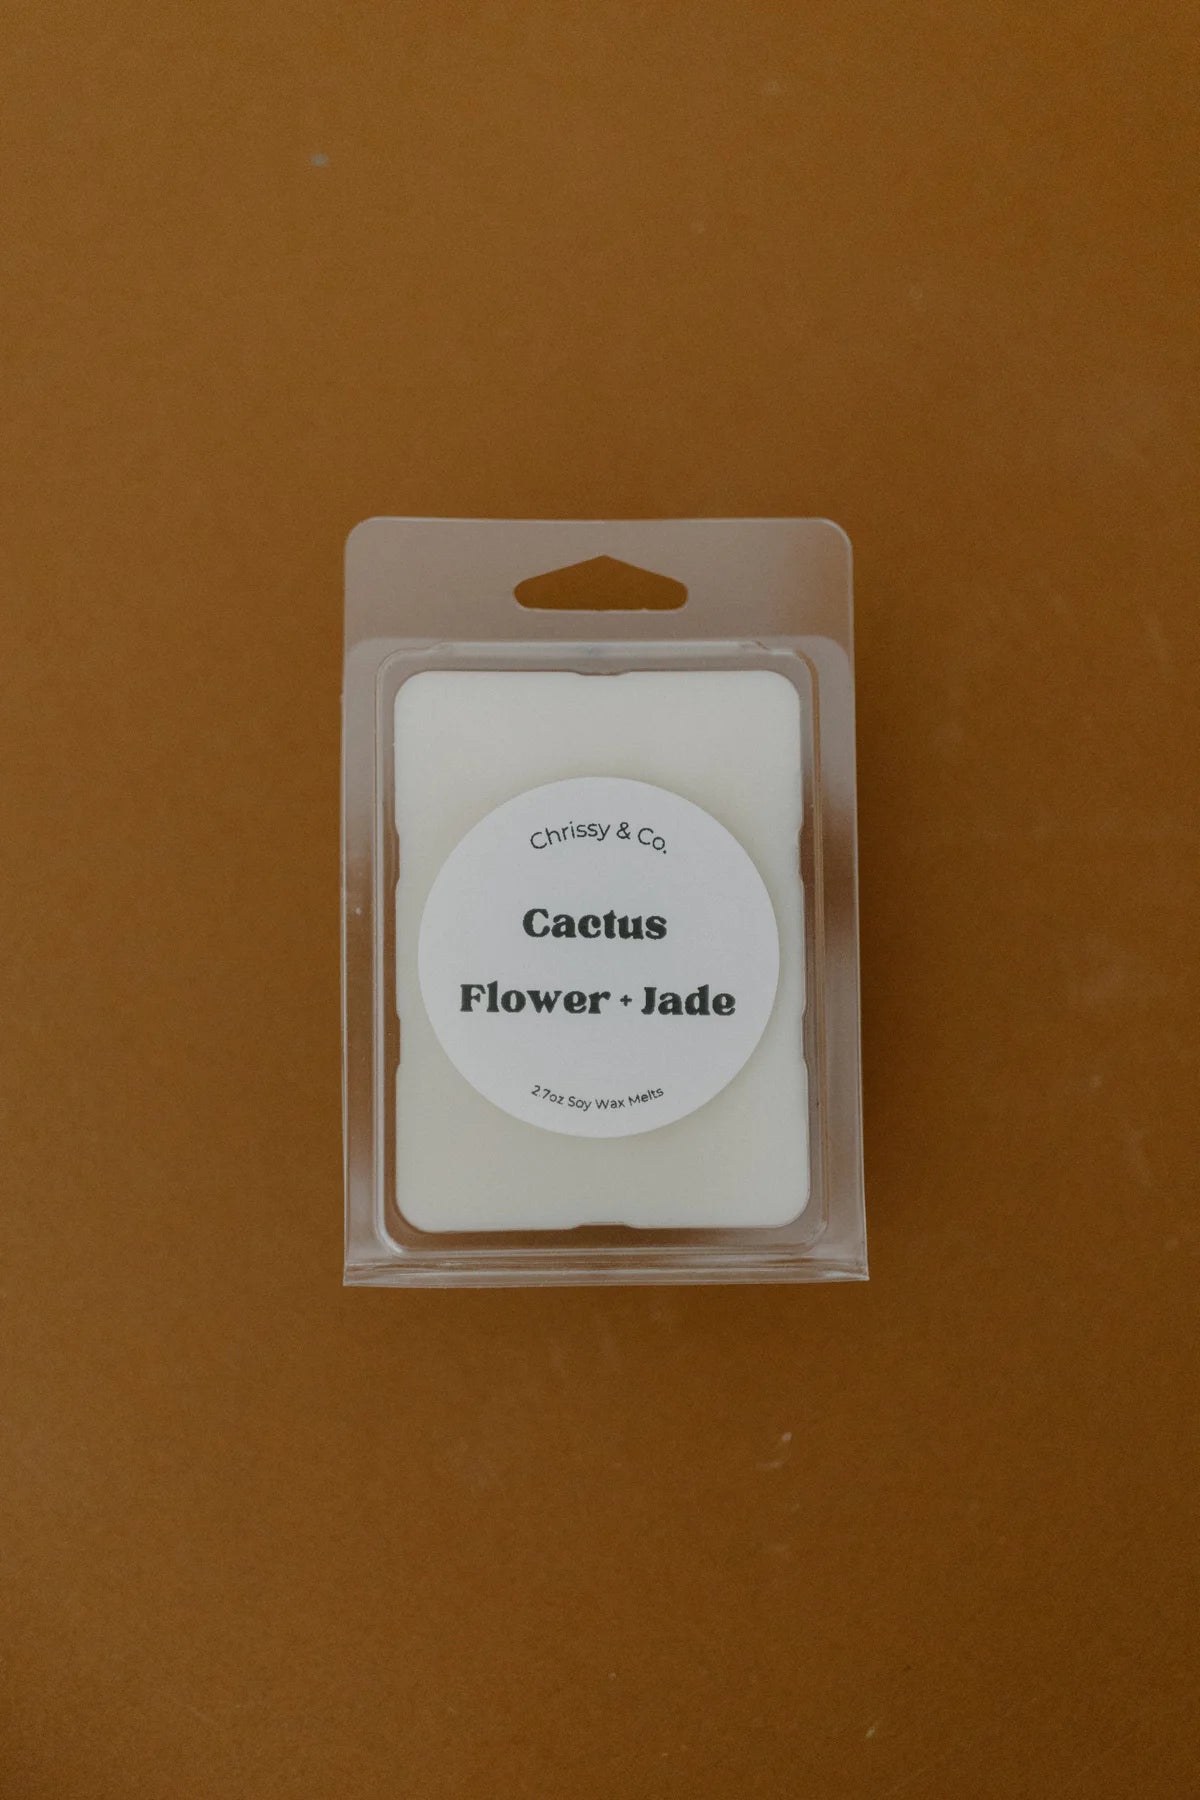 Chrissy & Co.
Cactus
Flower + Jade
2.7oz Soy Wax Melts